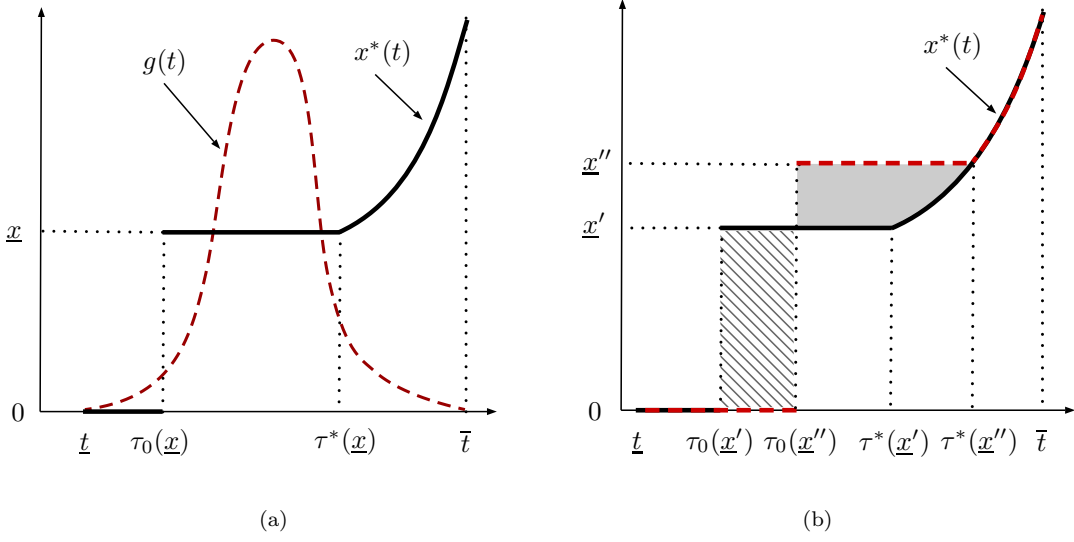 g(t)
x*(t)
x̲
0
t̲
τ₀(x̲)
τ*(x̲)
t̅
(a)
x*(t)
x̲''
x̲'
0
t̲
τ₀(x̲')
τ₀(x̲'')
τ*(x̲')
τ*(x̲'')
t̅
(b)